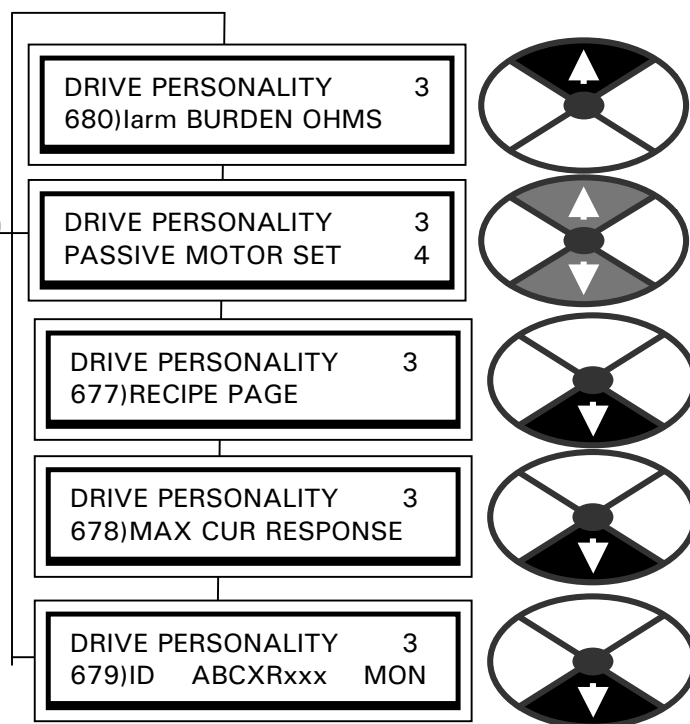 DRIVE PERSONALITY 3
680)Iarm BURDEN OHMS
DRIVE PERSONALITY 3
PASSIVE MOTOR SET 4
DRIVE PERSONALITY 3
677)RECIPE PAGE
DRIVE PERSONALITY 3
678)MAX CUR RESPONSE
DRIVE PERSONALITY 3
679)ID ABCXRxxx MON